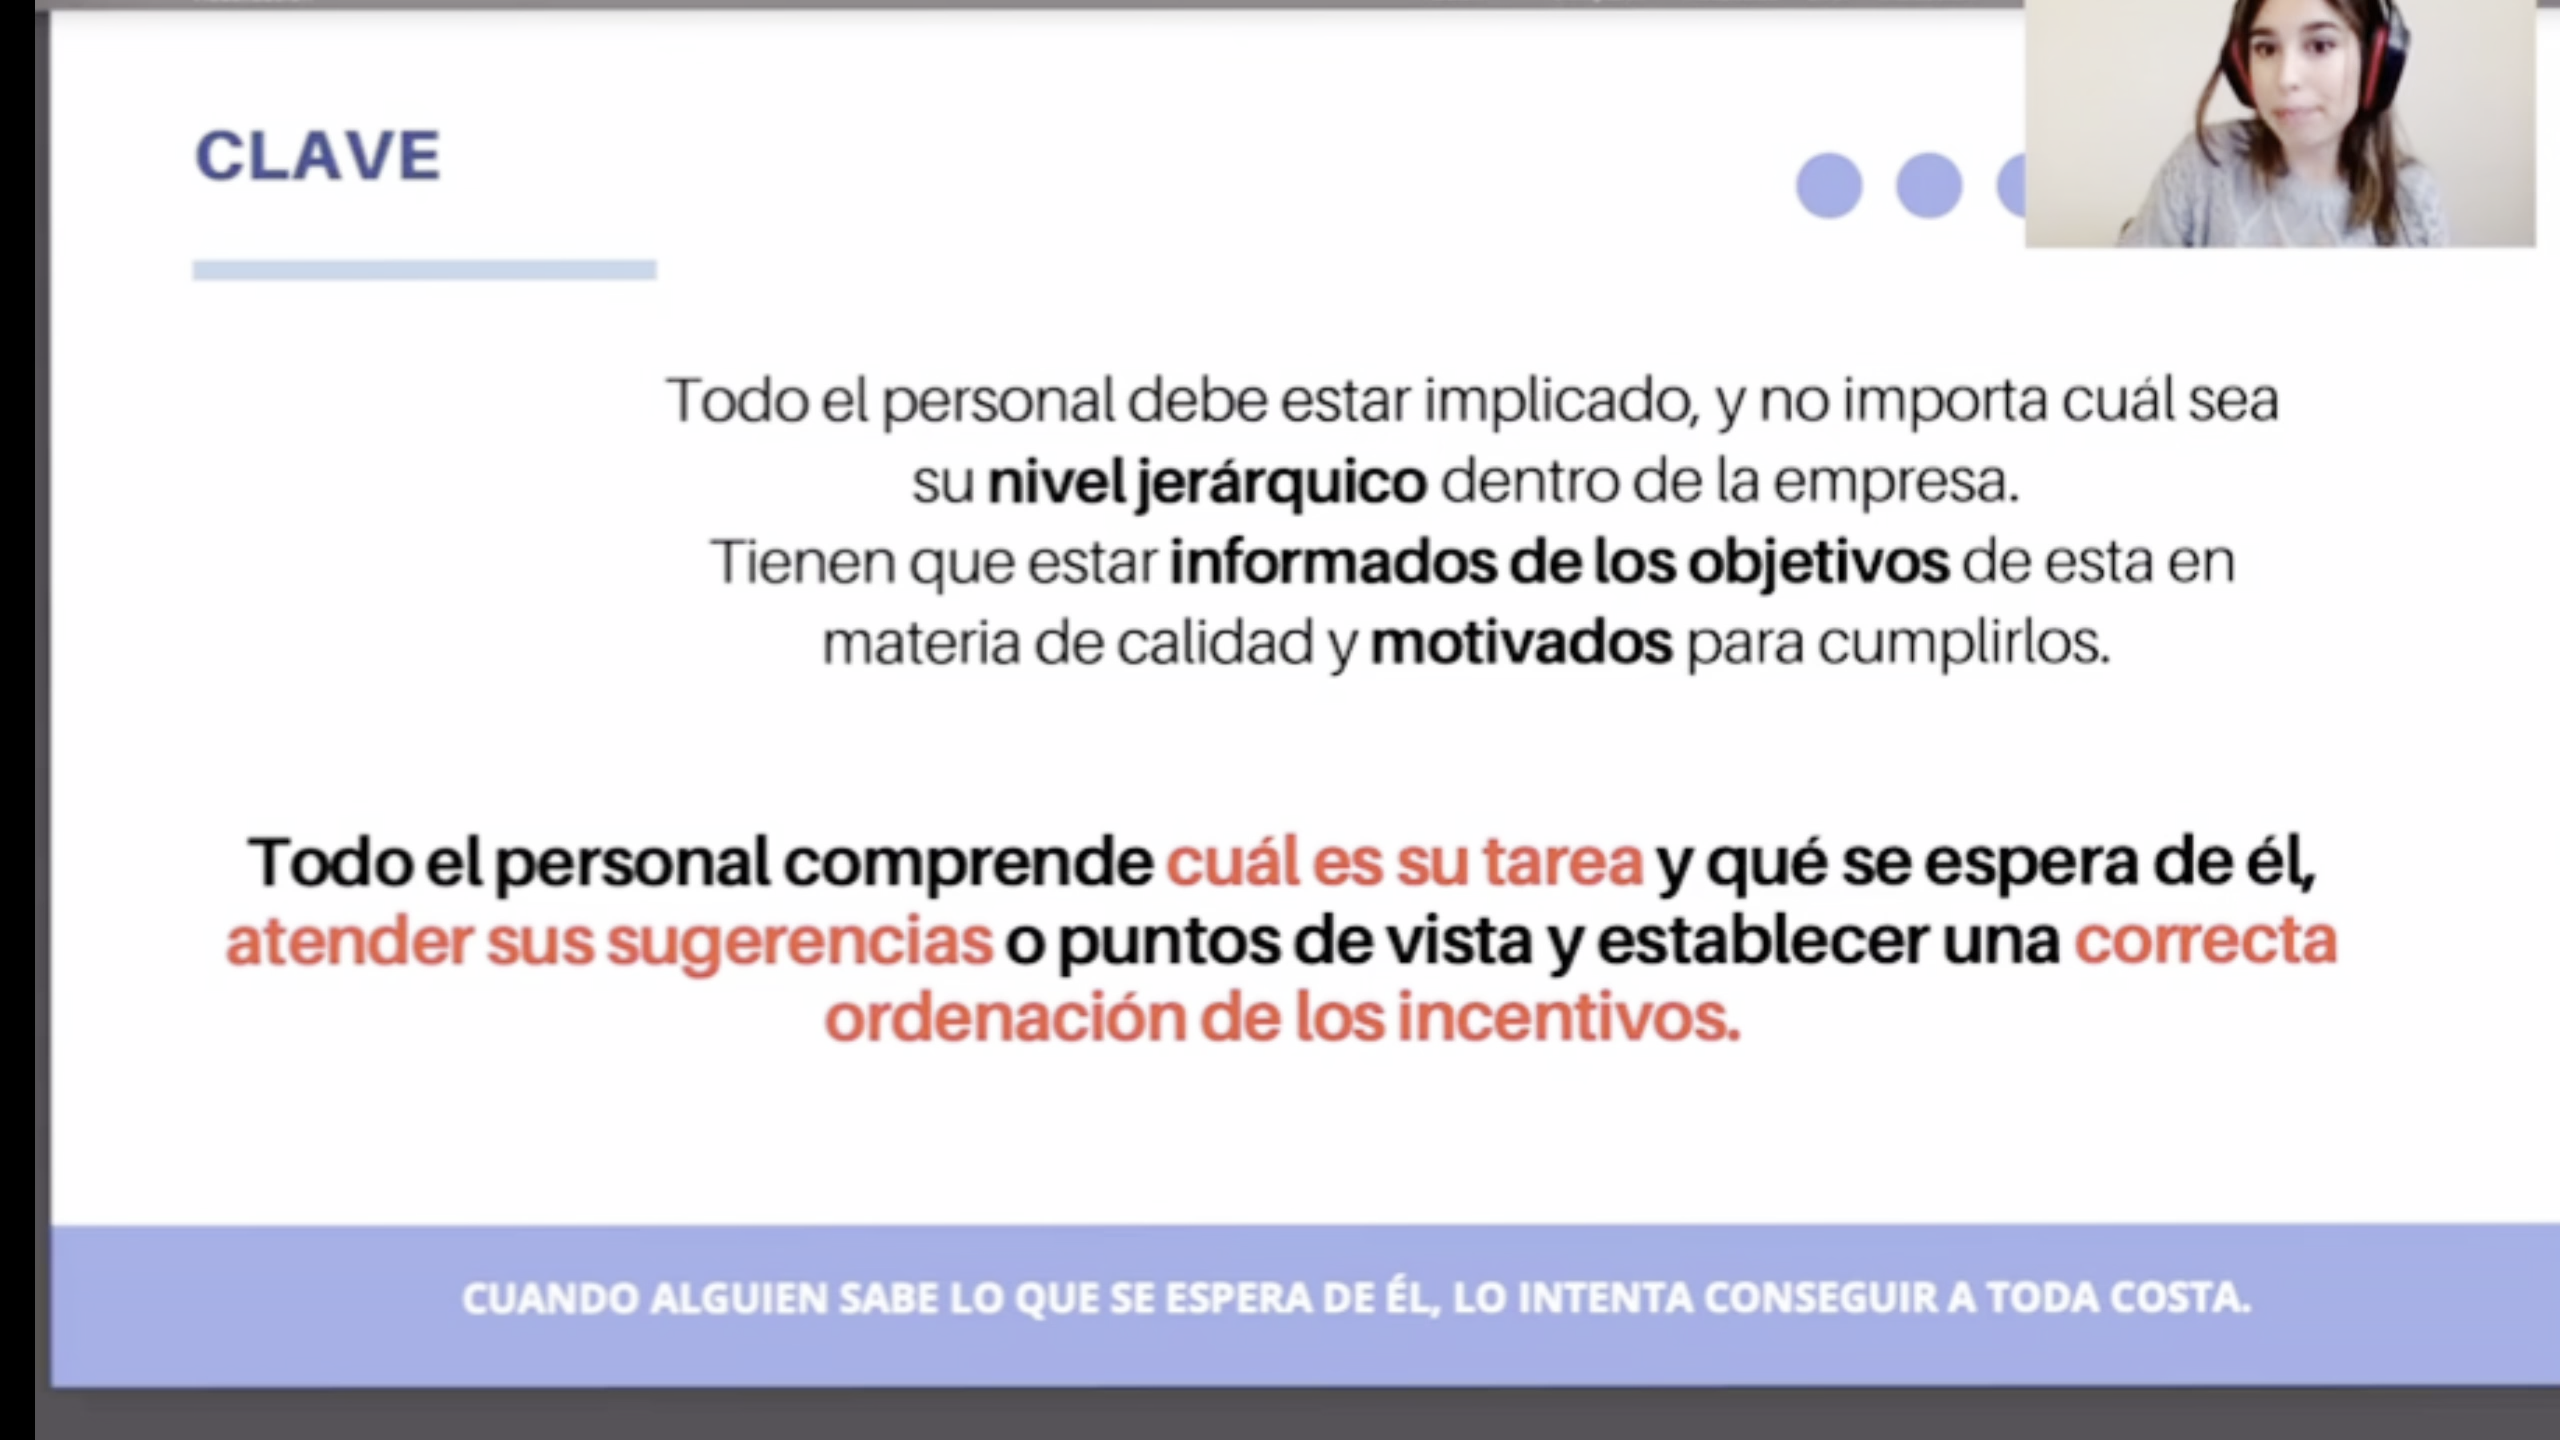 CLAVE
Todo el personal debe estar implicado, y no importa cuál sea
su nivel jerárquico dentro de la empresa.
Tienen que estar informados de los objetivos de esta en
materia de calidad y motivados para cumplirlos.
Todo el personal comprende cuál es su tarea y qué se espera de él,
atender sus sugerencias o puntos de vista y establecer una correcta
ordenación de los incentivos.
CUANDO ALGUIEN SABE LO QUE SE ESPERA DE ÉL, LO INTENTA CONSEGUIR A TODA COSTA.